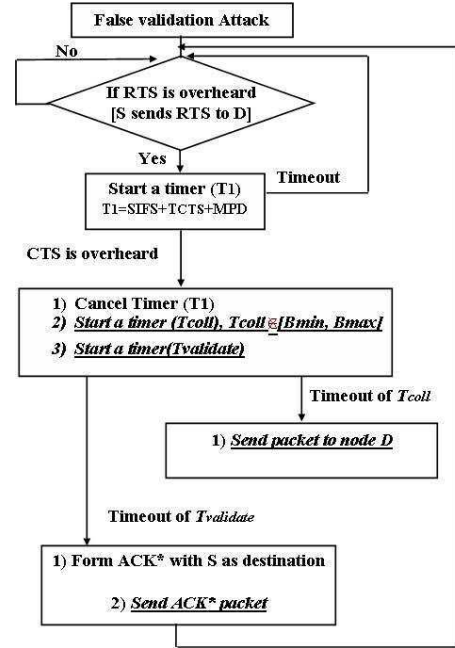 False validation Attack
No
If RTS is overheard
[S sends RTS to D]
Yes
Timeout
Start a timer (T1)
T1=SIFS+TCTS+MPD
CTS is overheard
1) Cancel Timer (T1)
2) Start a timer (Tcoll), Tcoll ∈[Bmin, Bmax]
3) Start a timer(Tvalidate)
Timeout of Tcoll
1) Send packet to node D
Timeout of Tvalidate
1) Form ACK* with S as destination
2) Send ACK* packet